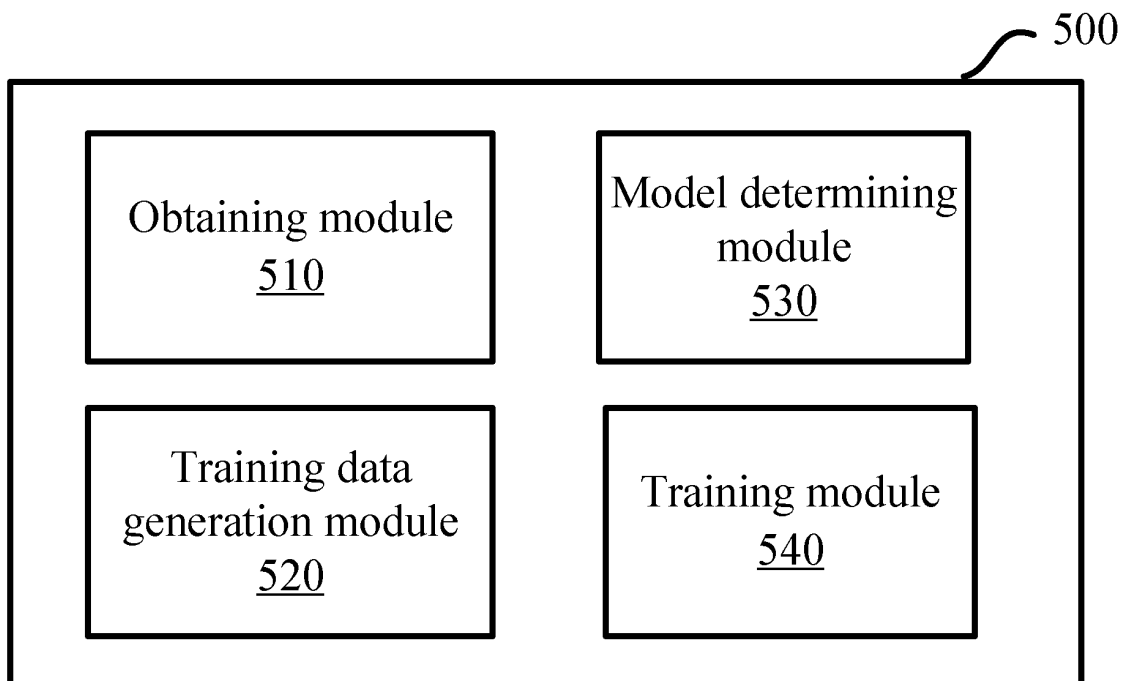 500
Obtaining module
510
Model determining
module
530
Training data
generation module
520
Training module
540